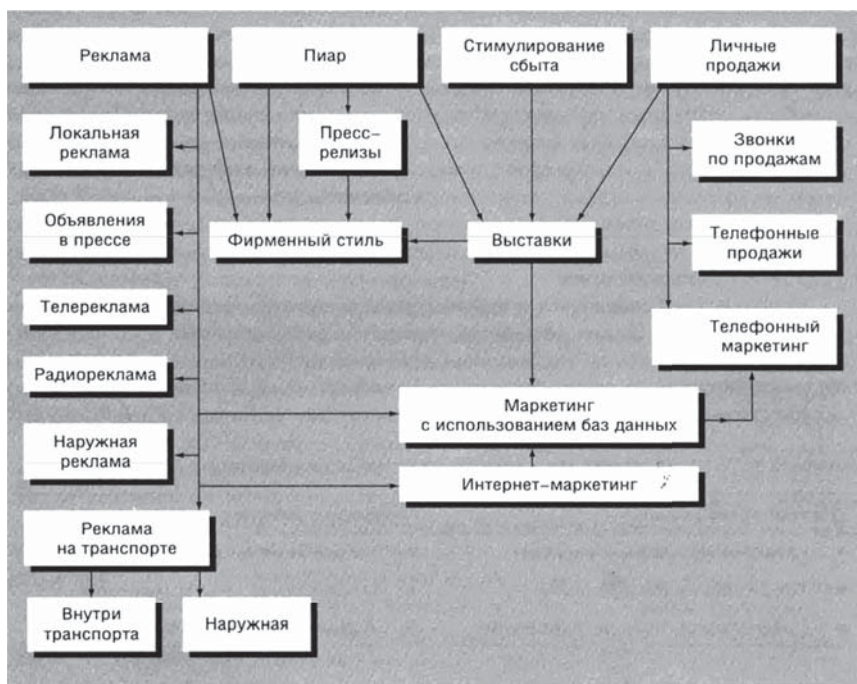 Реклама
Пиар
Стимулирование
сбыта
Личные
продажи
Локальная
реклама
Пресс-
релизы
Звонки
по продажам
Объявления
в прессе
Фирменный стиль
Выставки
Телефонные
продажи
Телереклама
Телефонный
маркетинг
Радиореклама
Маркетинг
с использованием баз данных
Наружная
реклама
Интернет-маркетинг
Реклама
на транспорте
Внутри
транспорта
Наружная